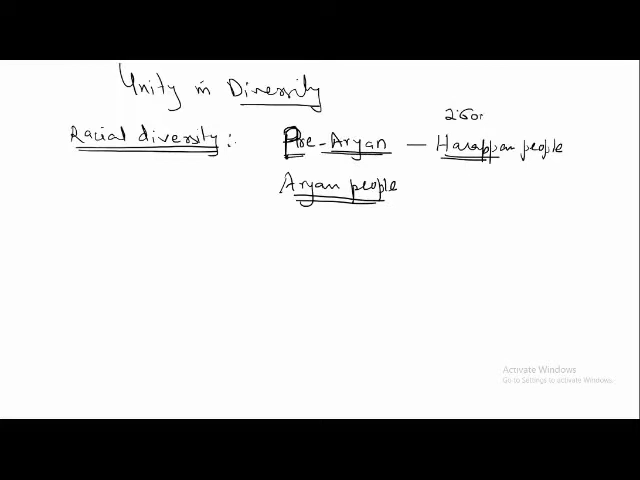 Unity in Diversity
Racial diversity :- Pre-Aryan — Harappan people
Aryan people
Activate Windows
Go to Settings to activate Windows.